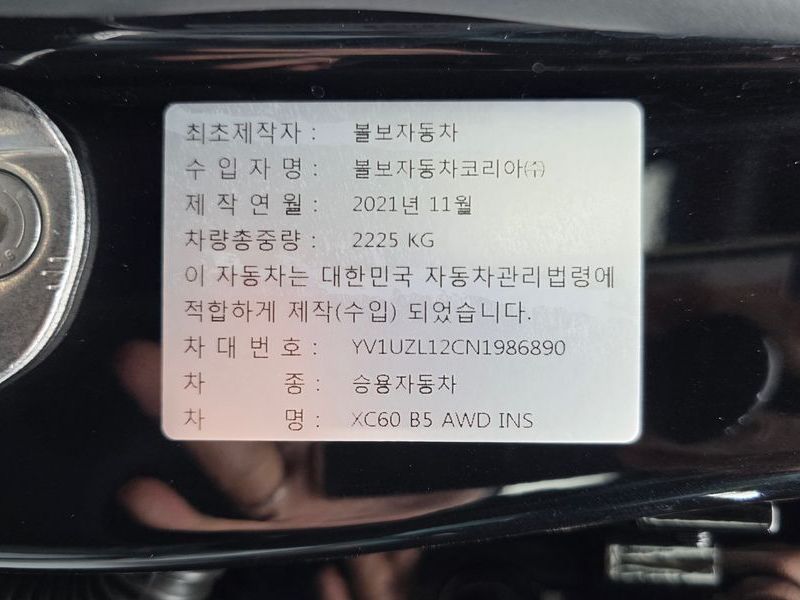 최초제작자 : 볼보자동차
수 입 자 명 : 볼보자동차코리아㈜
제 작 연 월 : 2021년 11월
차량총중량 : 2225 KG
이 자동차는 대한민국 자동차관리법령에
적합하게 제작(수입) 되었습니다.
차 대 번 호 : YV1UZL12CN1986890
차 종 : 승용자동차
차 명 : XC60 B5 AWD INS